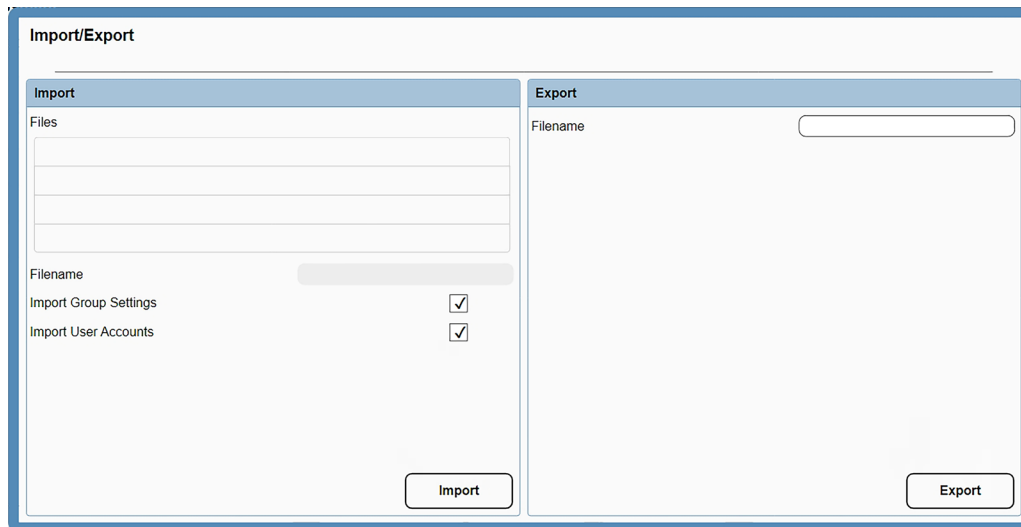 Import/Export
Import
Files
Filename
Import Group Settings
Import User Accounts
Import
Export
Filename
Export